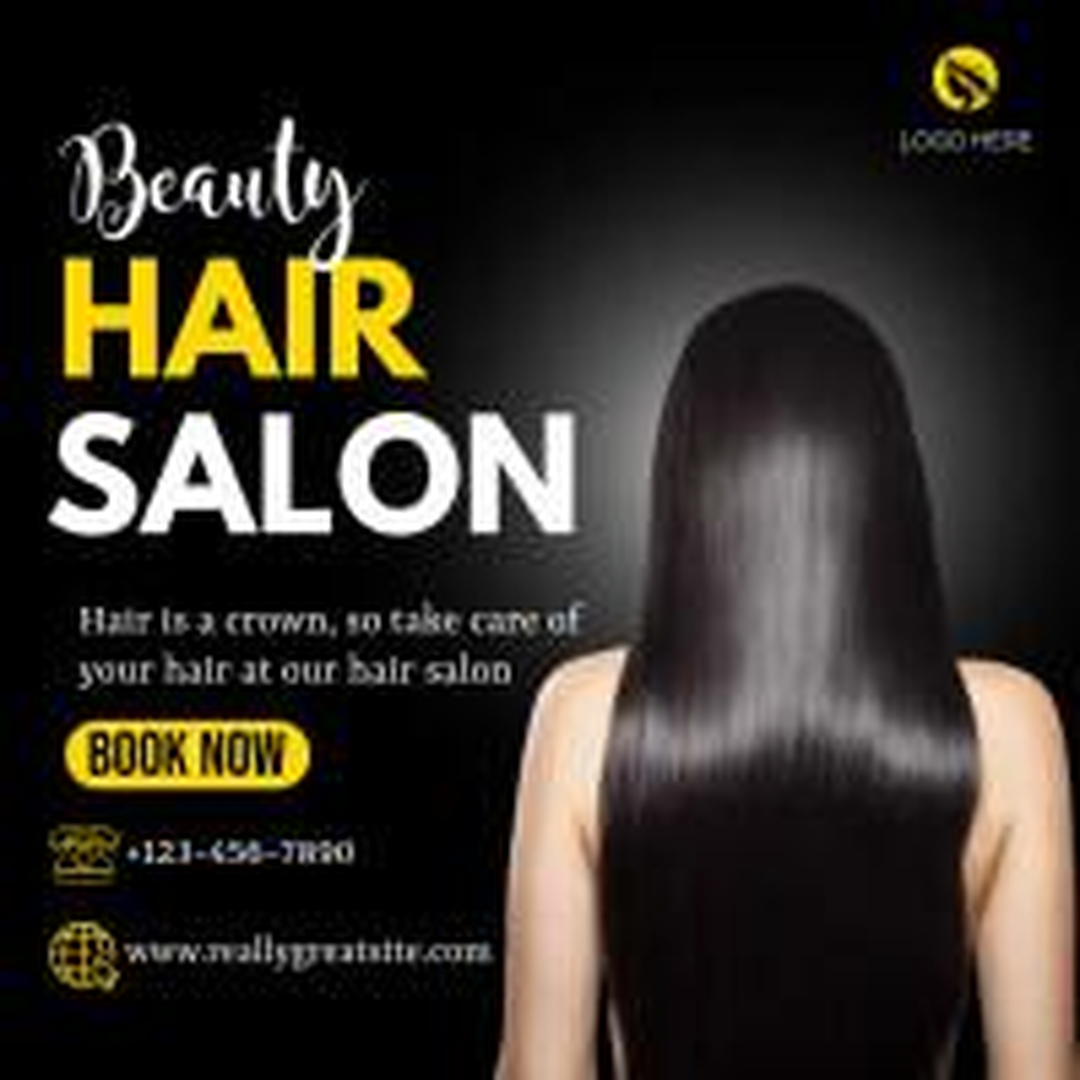 LOGO HERE
Beauty
HAIR
SALON
Hair is a crown, so take care of
your hair at our hair salon
BOOK NOW
+123-456-7890
www.reallygreatsite.com